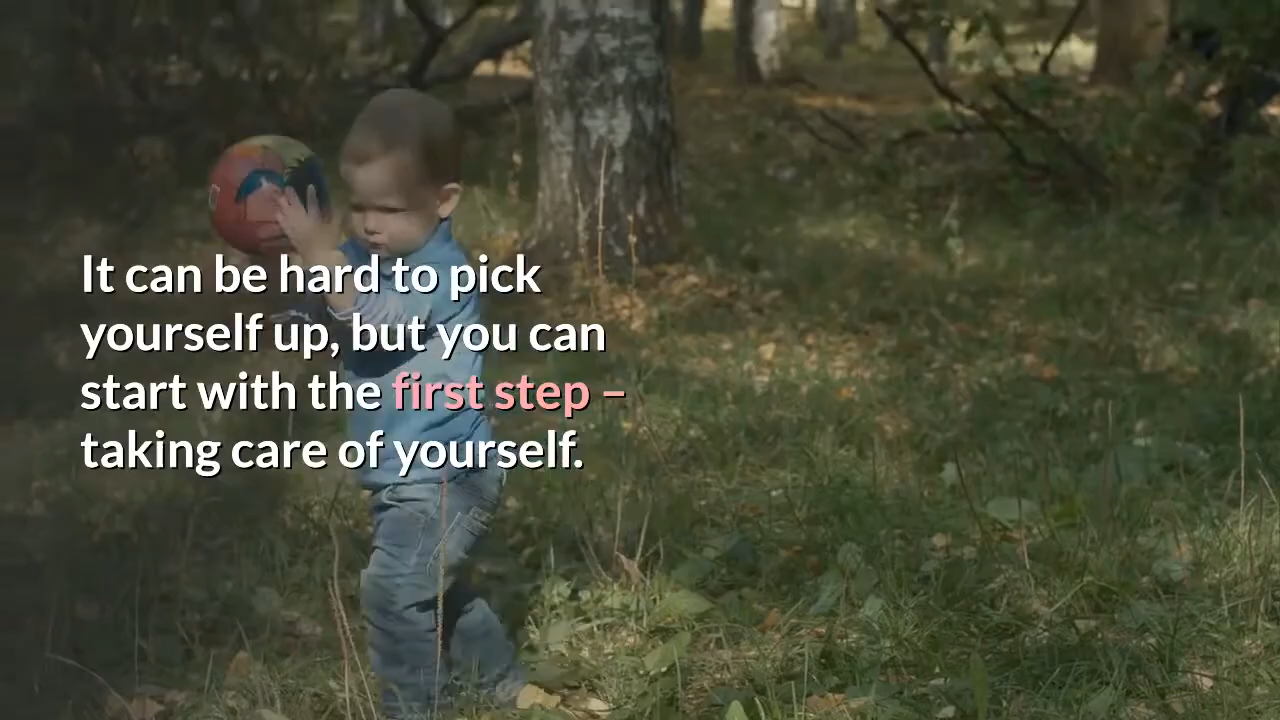 It can be hard to pick
yourself up, but you can
start with the first step –
taking care of yourself.